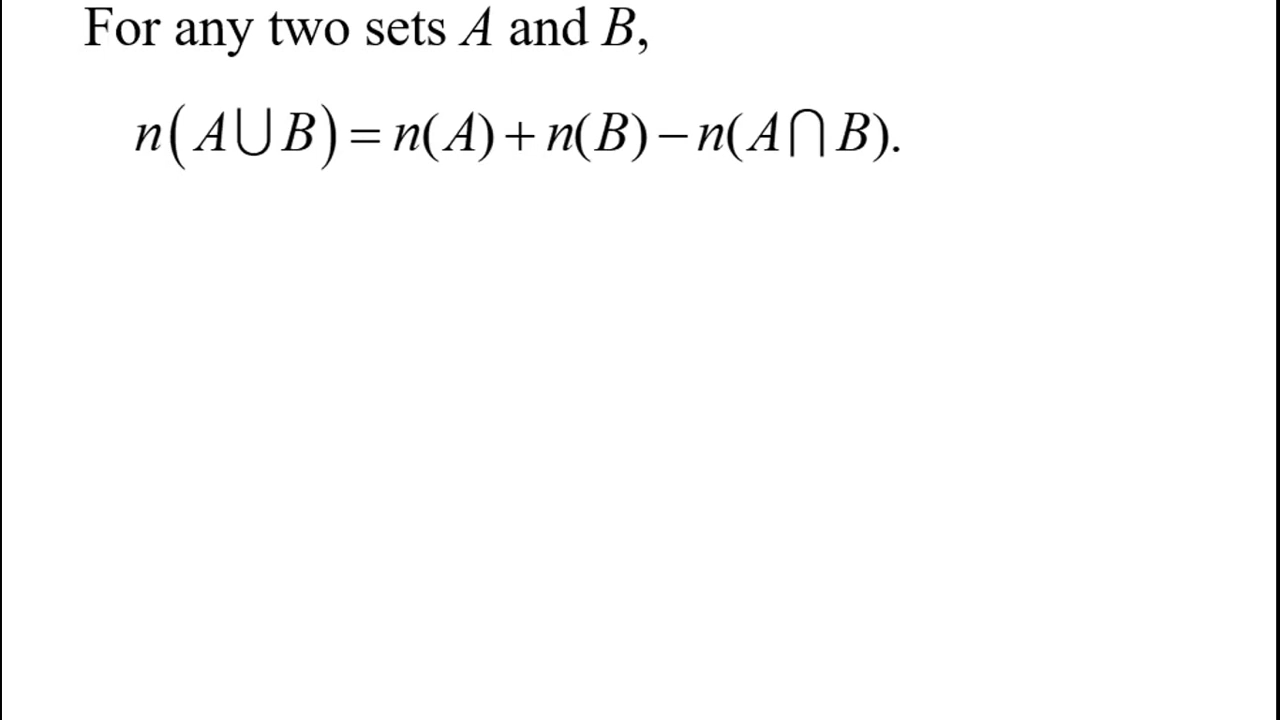 For any two sets A and B,
n(A⋃B)=n(A)+n(B)−n(A⋂B).